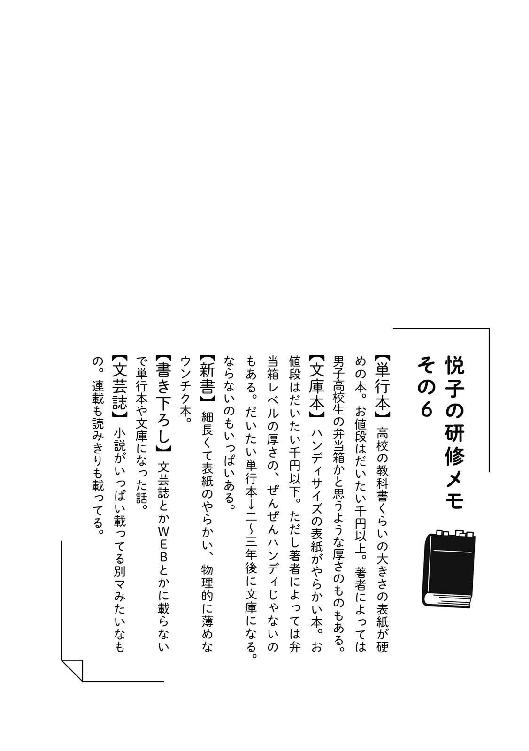 悦子の研修メモ
その6
【単行本】高校の教科書くらいの大きさの表紙が硬
めの本。お値段はだいたい千円以上。著者によっては
男子高校生の弁当箱かと思うような厚さのものもある。
【文庫本】ハンディサイズの表紙がやらかい本。お
値段はだいたい千円以下。ただし著者によっては弁
当箱レベルの厚さの、ぜんぜんハンディじゃないの
もある。だいたい単行本→二〜三年後に文庫になる。
ならないのもいっぱいある。
【新書】細長くて表紙のやらかい、物理的に薄めな
ウンチク本。
【書き下ろし】文芸誌とかWEBとかに載らない
で単行本や文庫になった話。
【文芸誌】小説がいっぱい載ってる別マみたいなも
の。連載も読みきりも載ってる。